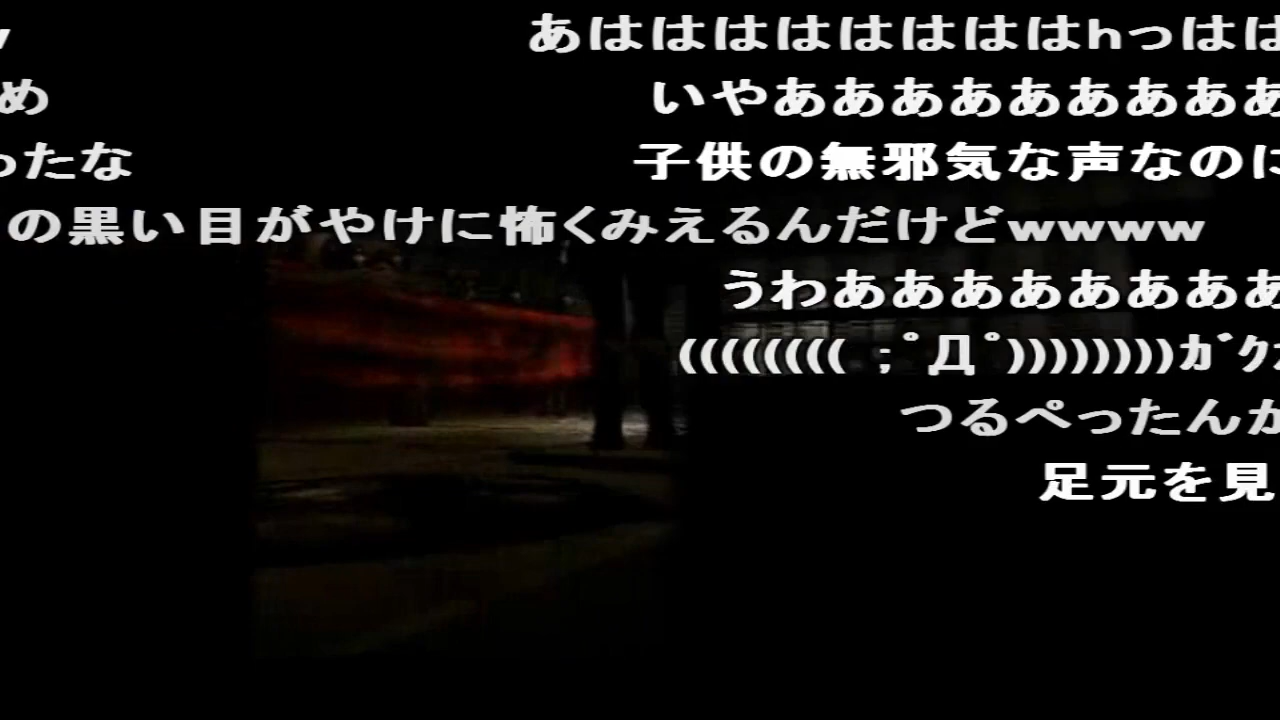 あははははははははhっはは
め
いやあああああああああ
ったな
子供の無邪気な声なのに
の黒い目がやけに怖くみえるんだけどwwww
うわああああああああ
(((((((( ；ﾟДﾟ))))))))ｶﾞｸ
つるぺったんか
足元を見